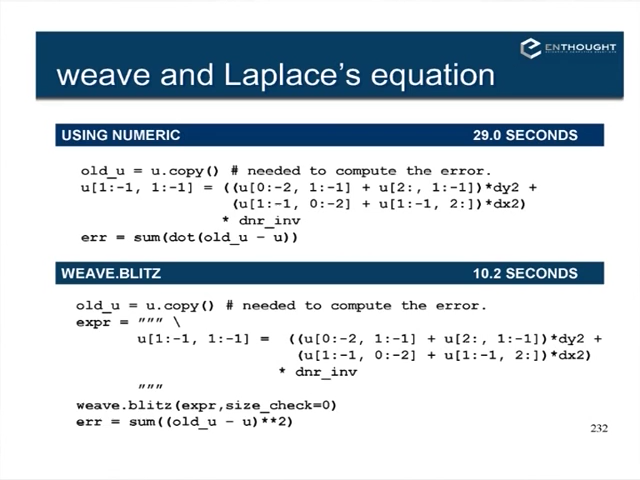 ENTHOUGHT
weave and Laplace's equation
USING NUMERIC 29.0 SECONDS
old_u = u.copy() # needed to compute the error.
u[1:-1, 1:-1] = ((u[0:-2, 1:-1] + u[2:, 1:-1])*dy2 +
(u[1:-1, 0:-2] + u[1:-1, 2:])*dx2)
* dnr_inv
err = sum(dot(old_u – u))
WEAVE.BLITZ 10.2 SECONDS
old_u = u.copy() # needed to compute the error.
expr = ””” \
u[1:-1, 1:-1] = ((u[0:-2, 1:-1] + u[2:, 1:-1])*dy2 +
(u[1:-1, 0:-2] + u[1:-1, 2:])*dx2)
* dnr_inv
”””
weave.blitz(expr,size_check=0)
err = sum((old_u – u)**2)
232